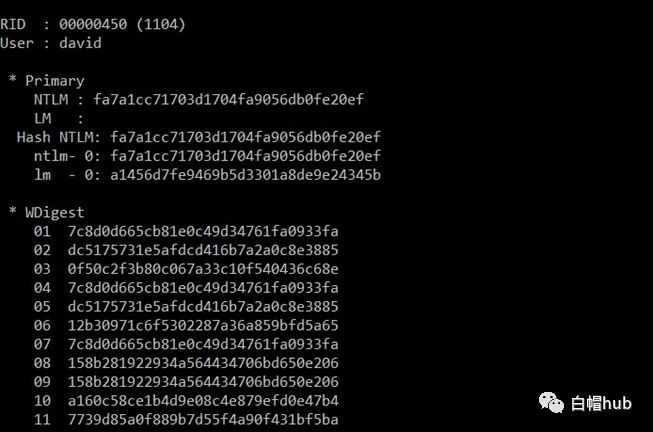 RID  : 00000450 (1104)
User : david
* Primary
NTLM : fa7a1cc71703d1704fa9056db0fe20ef
LM   :
Hash NTLM: fa7a1cc71703d1704fa9056db0fe20ef
ntlm- 0: fa7a1cc71703d1704fa9056db0fe20ef
lm  - 0: a1456d7fe9469b5d3301a8de9e24345b
* WDigest
01  7c8d0d665cb81e0c49d34761fa0933fa
02  dc5175731e5afdcd416b7a2a0c8e3885
03  0f50c2f3b80c067a33c10f540436c68e
04  7c8d0d665cb81e0c49d34761fa0933fa
05  dc5175731e5afdcd416b7a2a0c8e3885
06  12b30971c6f5302287a36a859bfd5a65
07  7c8d0d665cb81e0c49d34761fa0933fa
08  158b281922934a564434706bd650e206
09  158b281922934a564434706bd650e206
10  a160c58ce1b4d9e08c4e879efd0e47b4
11  7739d85a0f889b7d55f4a90f431bf5ba
白帽hub